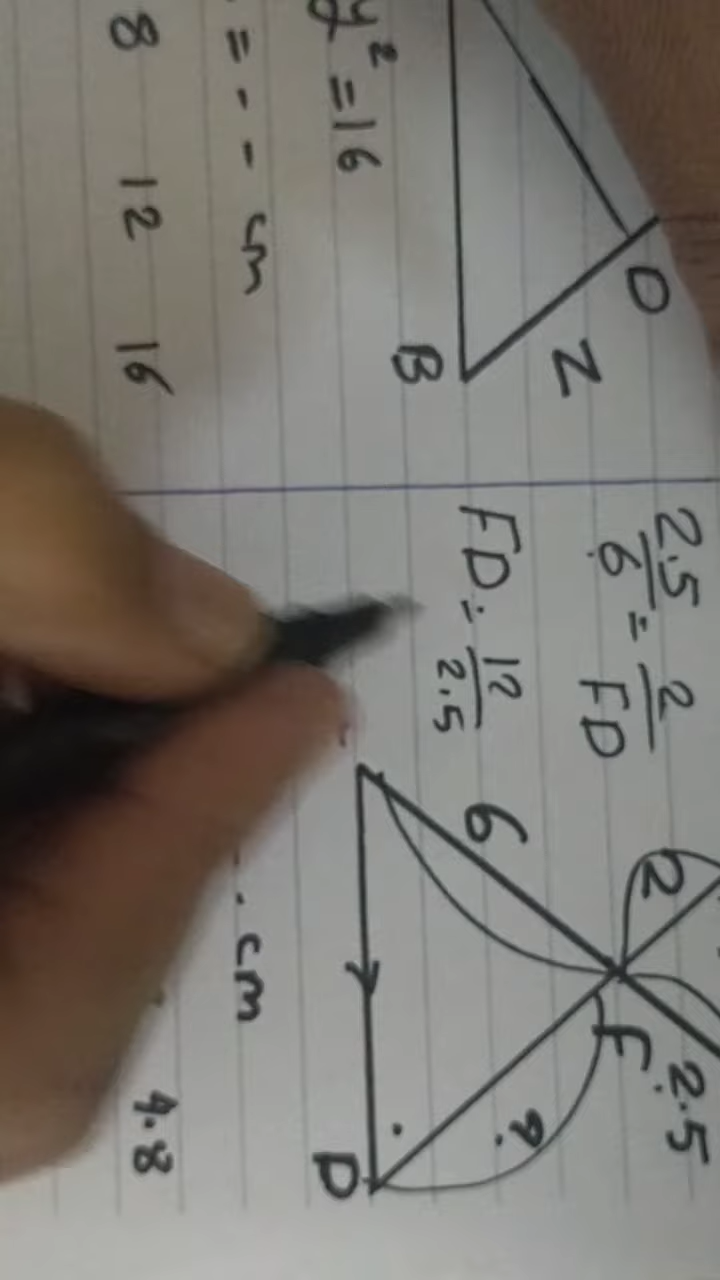 D
Z
B
y² = 16
= - - cm
8 12 16
2.5/6 = 2/FD
FD = 12/2.5
2
2.5
F
6
?
D
. cm
4.8